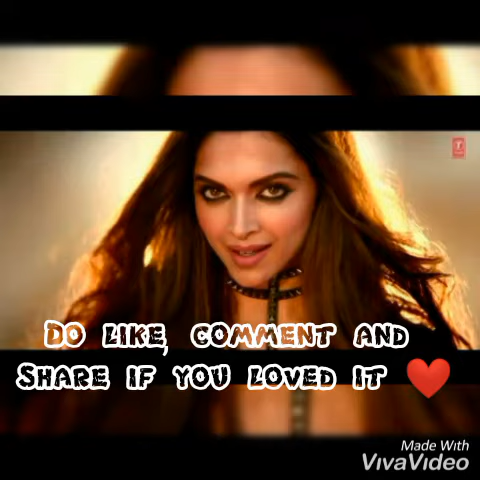 DO LIKE, COMMENT AND
SHARE IF YOU LOVED IT ❤
Made With
VivaVideo